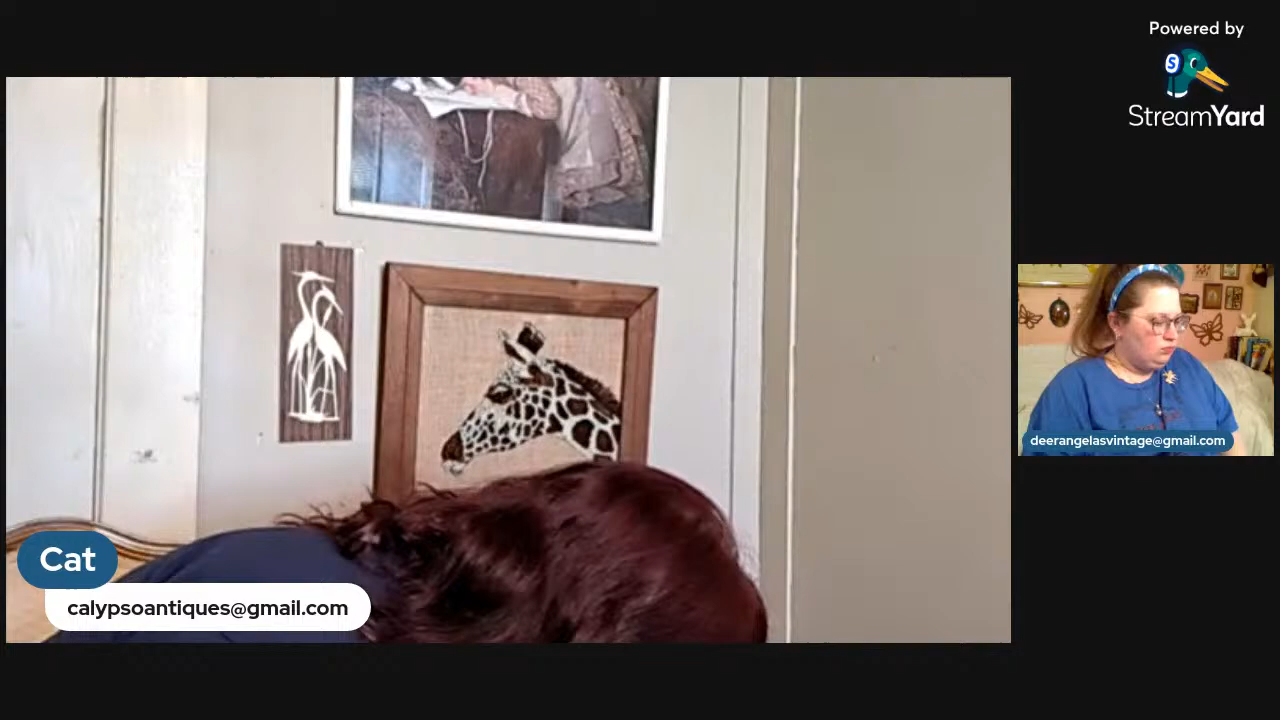 Powered by
S
StreamYard
deerangelasvintage@gmail.com
Cat
calypsoantiques@gmail.com